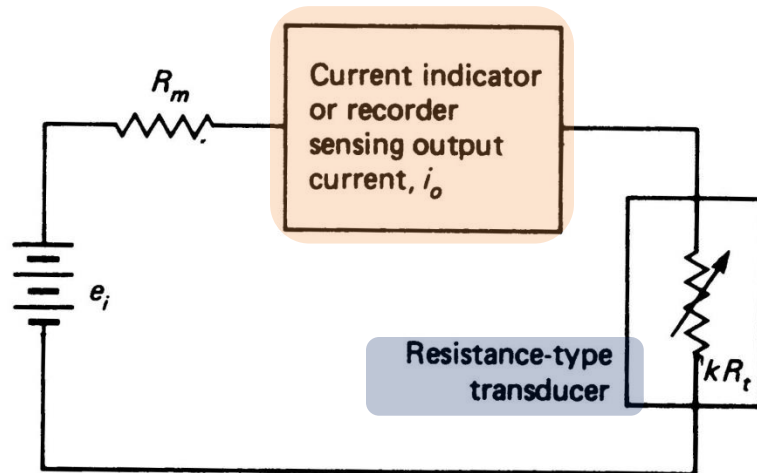 R_m
Current indicator
or recorder
sensing output
current, i_o
e_i
Resistance-type
transducer
kR_t